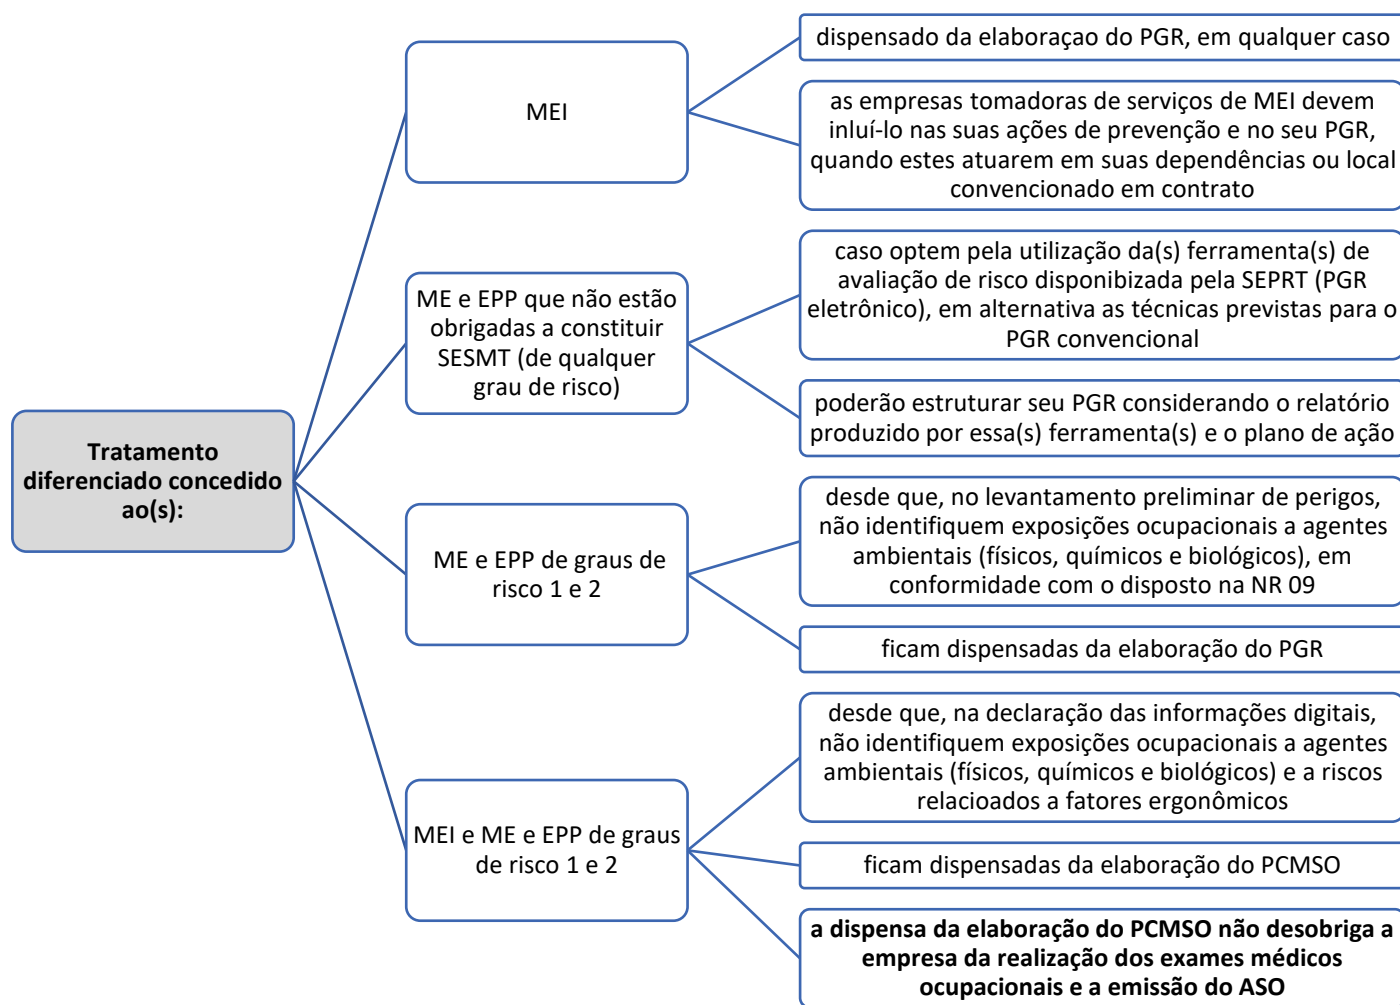 Tratamento
diferenciado concedido
ao(s):
MEI
dispensado da elaboraçao do PGR, em qualquer caso
as empresas tomadoras de serviços de MEI devem
inluí-lo nas suas ações de prevenção e no seu PGR,
quando estes atuarem em suas dependências ou local
convencionado em contrato
ME e EPP que não estão
obrigadas a constituir
SESMT (de qualquer
grau de risco)
caso optem pela utilização da(s) ferramenta(s) de
avaliação de risco disponibizada pela SEPRT (PGR
eletrônico), em alternativa as técnicas previstas para o
PGR convencional
poderão estruturar seu PGR considerando o relatório
produzido por essa(s) ferramenta(s) e o plano de ação
ME e EPP de graus de
risco 1 e 2
desde que, no levantamento preliminar de perigos,
não identifiquem exposições ocupacionais a agentes
ambientais (físicos, químicos e biológicos), em
conformidade com o disposto na NR 09
ficam dispensadas da elaboração do PGR
MEI e ME e EPP de graus
de risco 1 e 2
desde que, na declaração das informações digitais,
não identifiquem exposições ocupacionais a agentes
ambientais (físicos, químicos e biológicos) e a riscos
relacioados a fatores ergonômicos
ficam dispensadas da elaboração do PCMSO
a dispensa da elaboração do PCMSO não desobriga a
empresa da realização dos exames médicos
ocupacionais e a emissão do ASO